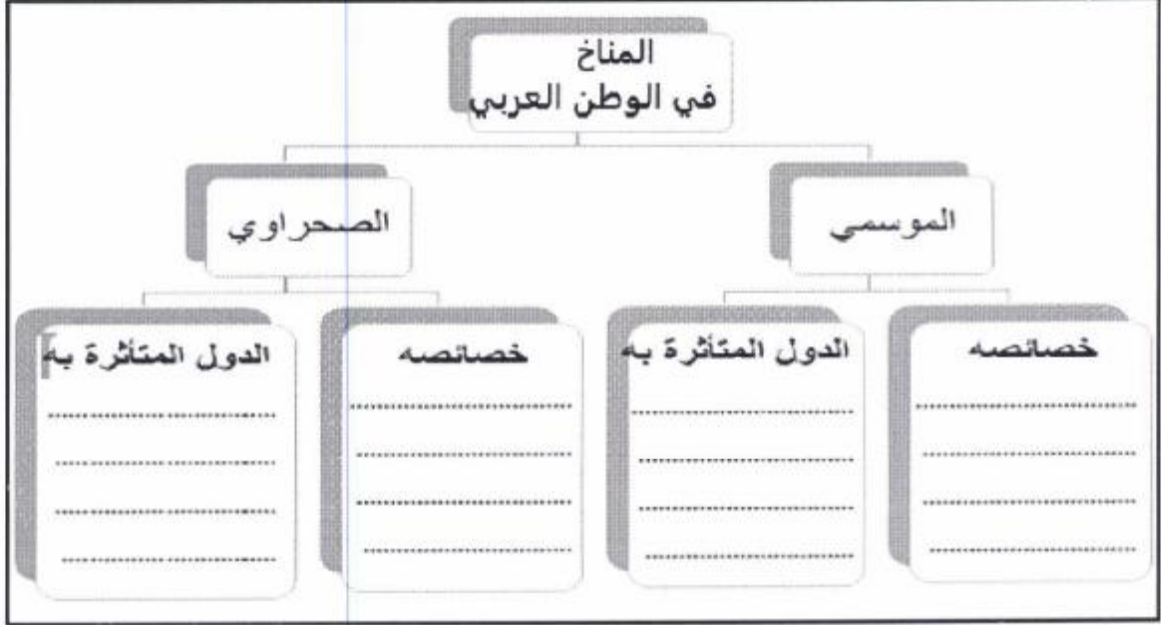 المناخ
في الوطن العربي
الموسمي
الصحراوي
خصائصه
الدول المتأثرة به
خصائصه
الدول المتأثرة به